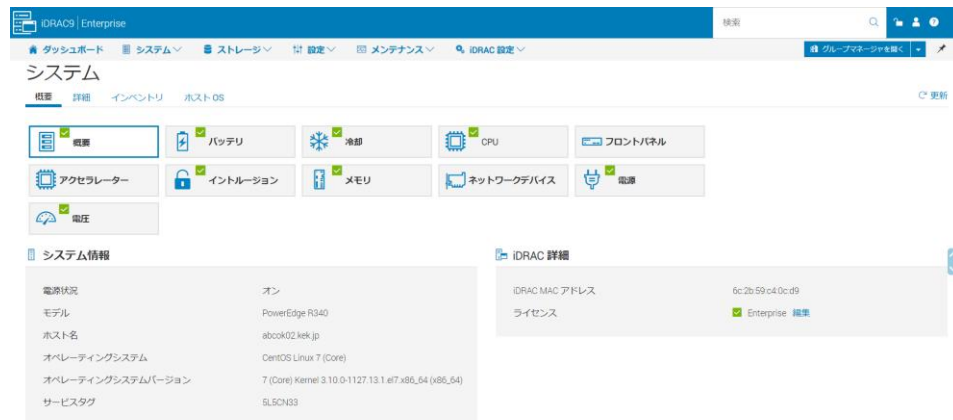 iDRAC9 | Enterprise
検索
ダッシュボード システム ストレージ 設定 メンテナンス iDRAC 設定 グループマネージャを開く
システム
概要 詳細 インベントリ ホスト OS 更新
概要 バッテリ 冷却 CPU フロントパネル
アクセラレーター イントルージョン メモリ ネットワークデバイス 電源
電圧
システム情報 iDRAC 詳細
電源状況 オン iDRAC MAC アドレス 6c:2b:59:c4:0c:d9
モデル PowerEdge R340 ライセンス Enterprise 編集
ホスト名 abcok02.kek.jp
オペレーティングシステム CentOS Linux 7 (Core)
オペレーティングシステムバージョン 7 (Core) Kernel 3.10.0-1127.13.1.el7.x86_64 (x86_64)
サービスタグ 5L5CN33